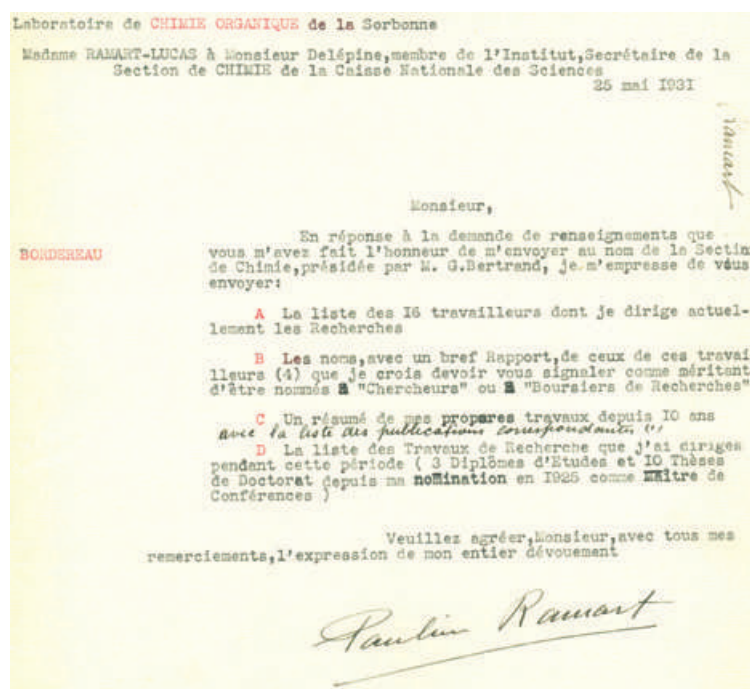 Laboratoire de CHIMIE ORGANIQUE de la Sorbonne
Madame RAMART-LUCAS à Monsieur Delépine,membre de l'Institut,Secrétaire de la
Section de CHIMIE de la Caisse Nationale des Sciences
25 mai I93I
Ramart
Monsieur,
En réponse à la demande de renseignements que
BORDEREAU
vous m'avez fait l'honneur de m'envoyer au nom de la Section
de Chimie,présidée par M. G.Bertrand, je m'empresse de vous
envoyer:
A La liste des I6 travailleurs dont je dirige actuel-
lement les Recherches
B Les noms,avec un bref Rapport,de ceux de ces travai
lleurs (4) que je crois devoir vous signaler comme méritant
d'être nommés à "Chercheurs" ou à "Boursiers de Recherches"
C Un résumé de mes propares travaux depuis IO ans
avec la liste des publications correspondantes (1)
D La liste des Travaux de Recherche que j'ai dirigés
pendant cette période ( 3 Diplômes d'Etudes et IO Thèses
de Doctorat depuis ma nomination en I925 comme Maître de
Conférences )
Veuillez agréer,Monsieur,avec tous mes
remerciements,l'expression de mon entier dévouement
Pauline Ramart